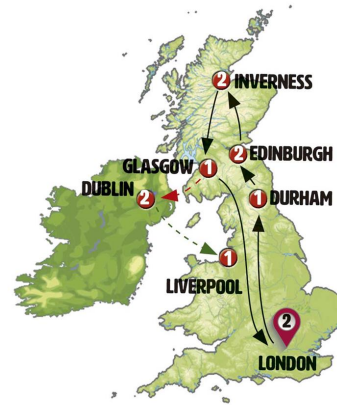 2 INVERNESS
2 EDINBURGH
GLASGOW 1
DUBLIN
2
1 DURHAM
1
LIVERPOOL
2
LONDON